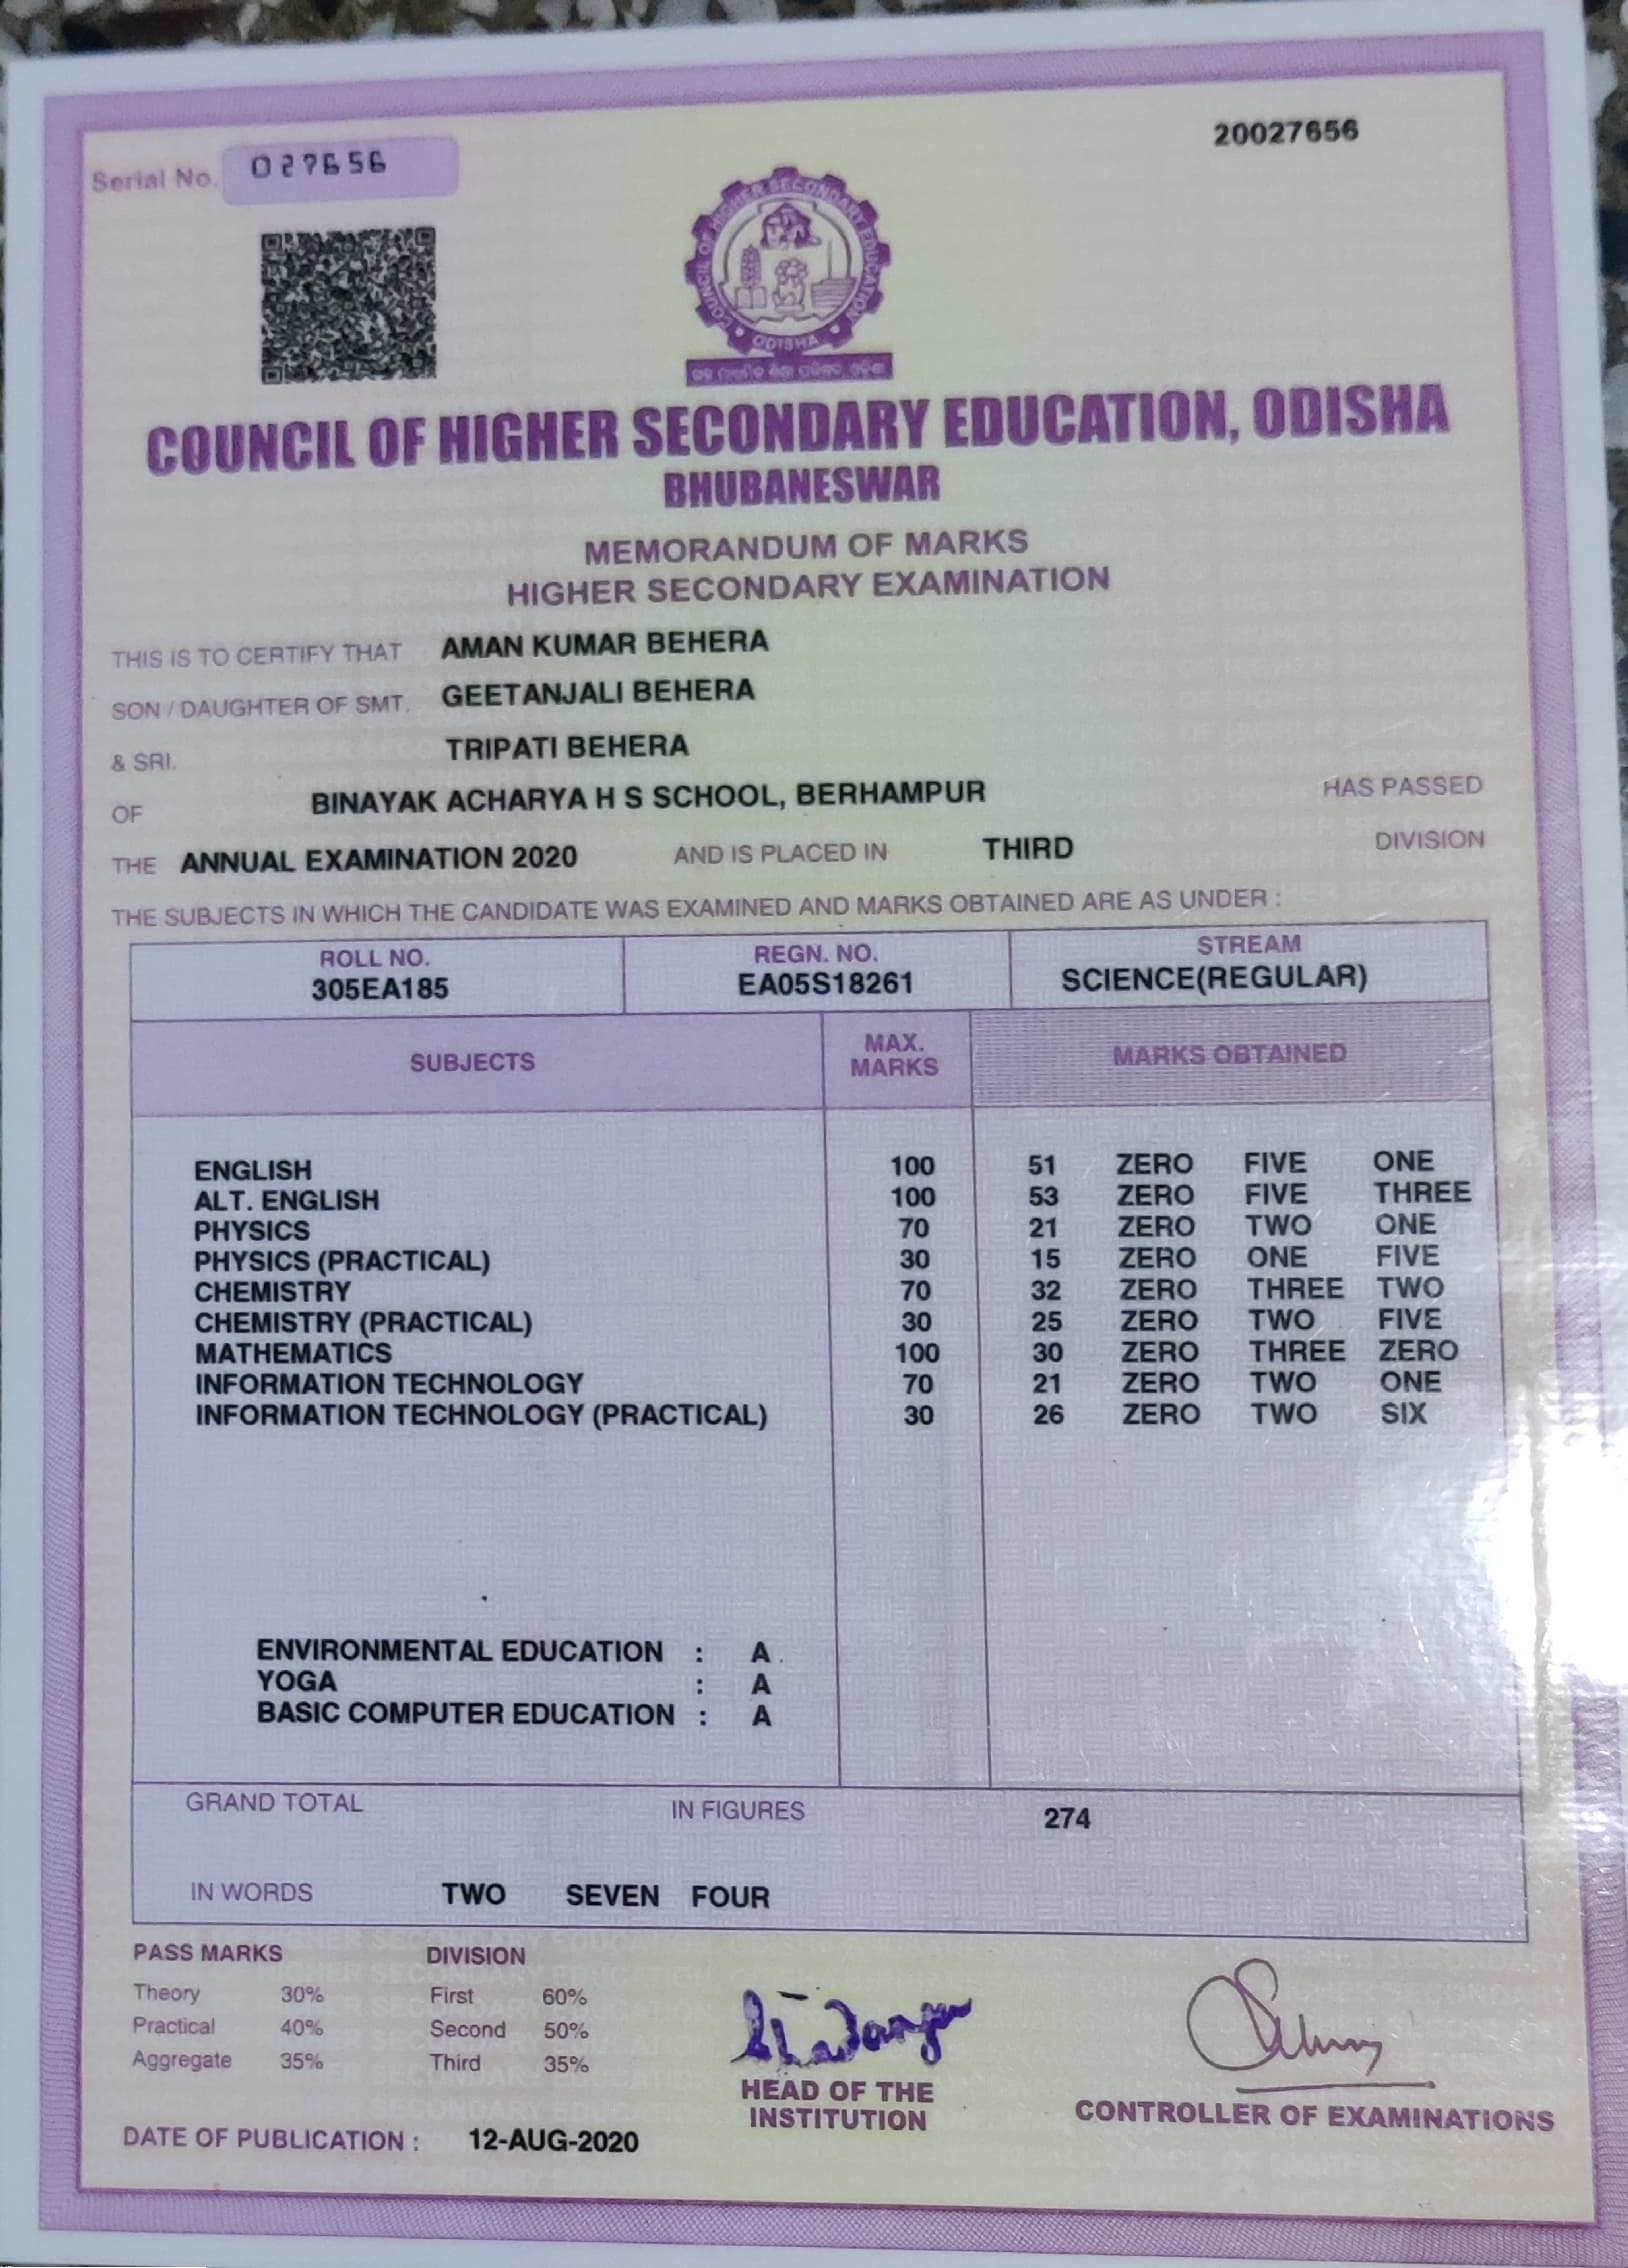 Serial No. 027656
20027656
COUNCIL OF HIGHER SECONDARY EDUCATION
ODISHA
COUNCIL OF HIGHER SECONDARY EDUCATION, ODISHA
BHUBANESWAR
MEMORANDUM OF MARKS
HIGHER SECONDARY EXAMINATION
THIS IS TO CERTIFY THAT AMAN KUMAR BEHERA
SON / DAUGHTER OF SMT. GEETANJALI BEHERA
& SRI. TRIPATI BEHERA
OF BINAYAK ACHARYA H S SCHOOL, BERHAMPUR HAS PASSED
THE ANNUAL EXAMINATION 2020 AND IS PLACED IN THIRD DIVISION
THE SUBJECTS IN WHICH THE CANDIDATE WAS EXAMINED AND MARKS OBTAINED ARE AS UNDER :
ROLL NO. REGN. NO. STREAM
305EA185 EA05S18261 SCIENCE(REGULAR)
SUBJECTS MAX. MARKS MARKS OBTAINED
ENGLISH 100 51 ZERO FIVE ONE
ALT. ENGLISH 100 53 ZERO FIVE THREE
PHYSICS 70 21 ZERO TWO ONE
PHYSICS (PRACTICAL) 30 15 ZERO ONE FIVE
CHEMISTRY 70 32 ZERO THREE TWO
CHEMISTRY (PRACTICAL) 30 25 ZERO TWO FIVE
MATHEMATICS 100 30 ZERO THREE ZERO
INFORMATION TECHNOLOGY 70 21 ZERO TWO ONE
INFORMATION TECHNOLOGY (PRACTICAL) 30 26 ZERO TWO SIX
ENVIRONMENTAL EDUCATION : A
YOGA : A
BASIC COMPUTER EDUCATION : A
GRAND TOTAL IN FIGURES 274
IN WORDS TWO SEVEN FOUR
PASS MARKS DIVISION
Theory 30% First 60%
Practical 40% Second 50%
Aggregate 35% Third 35%
HEAD OF THE
INSTITUTION
CONTROLLER OF EXAMINATIONS
DATE OF PUBLICATION : 12-AUG-2020